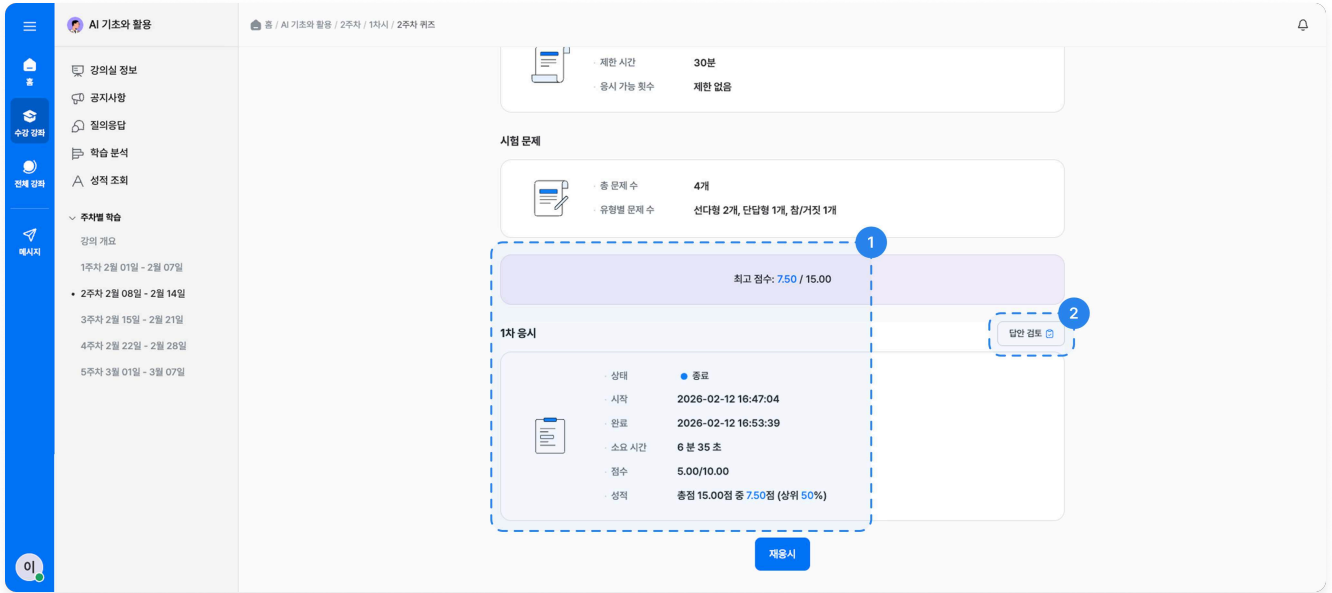 AI 기초와 활용
홈 / AI 기초와 활용 / 2주차 / 1차시 / 2주차 퀴즈
홈
수강 강좌
전체 강좌
메시지
이
강의실 정보
공지사항
질의응답
학습 분석
성적 조회
주차별 학습
강의 개요
1주차 2월 01일 - 2월 07일
2주차 2월 08일 - 2월 14일
3주차 2월 15일 - 2월 21일
4주차 2월 22일 - 2월 28일
5주차 3월 01일 - 3월 07일
제한 시간 30분
응시 가능 횟수 제한 없음
시험 문제
총 문제 수 4개
유형별 문제 수 선다형 2개, 단답형 1개, 참/거짓 1개
1
최고 점수: 7.50 / 15.00
2
1차 응시
답안 검토
상태 종료
시작 2026-02-12 16:47:04
완료 2026-02-12 16:53:39
소요 시간 6 분 35 초
점수 5.00/10.00
성적 총점 15.00점 중 7.50점 (상위 50%)
재응시